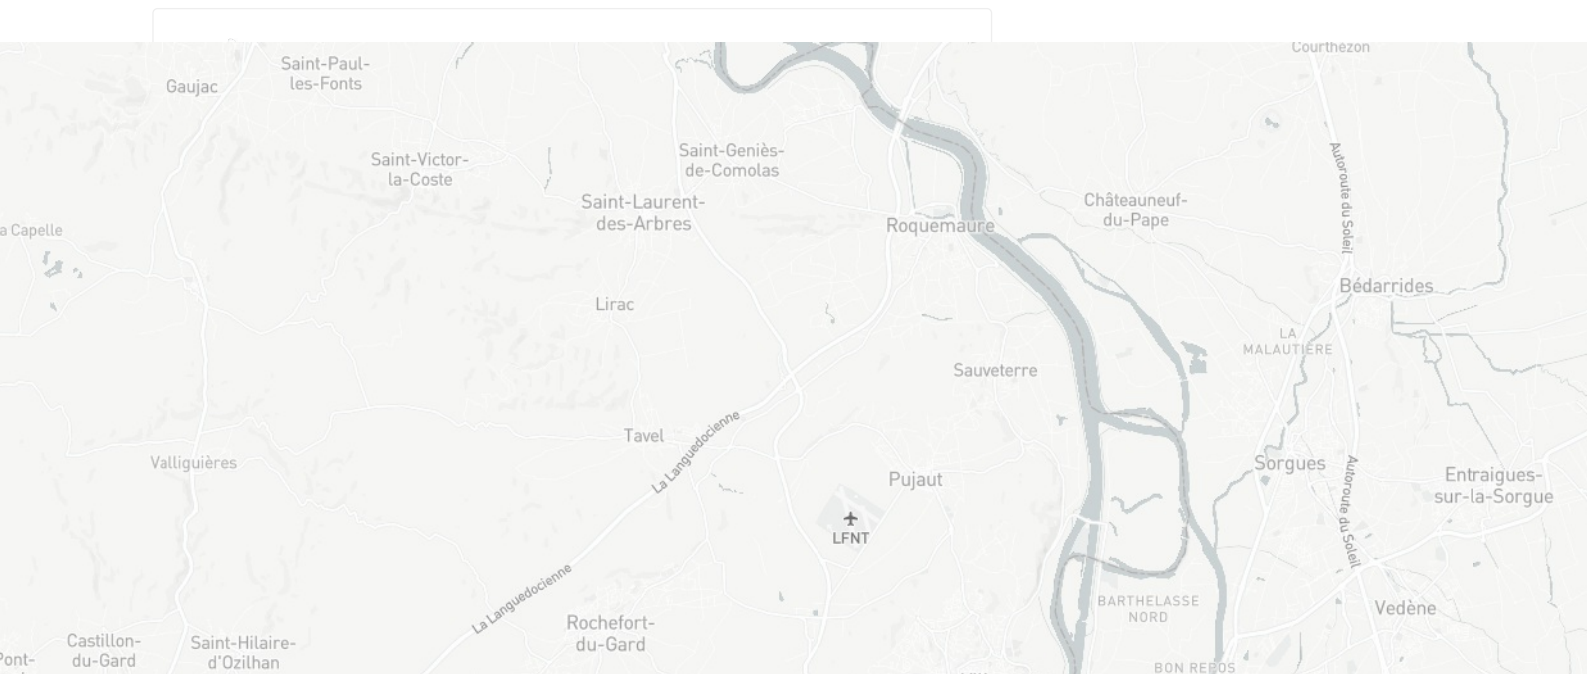 Courthézon
Saint-Paul-
les-Fonts
Gaujac
Saint-Geniès-
de-Comolas
Saint-Victor-
la-Coste
Autoroute du Soleil
Saint-Laurent-
des-Arbres
Châteauneuf-
du-Pape
Roquemaure
a Capelle
Bédarrides
Lirac
LA
MALAUTIÈRE
Sauveterre
La Languedocienne
Tavel
Valliguières
Sorgues
Pujaut
Entraigues-
sur-la-Sorgue
Autoroute du Soleil
LFNT
La Languedocienne
BARTHELASSE
NORD
Vedène
Rochefort-
du-Gard
Castillon-
du-Gard
Saint-Hilaire-
d'Ozilhan
Pont-
BON REPOS